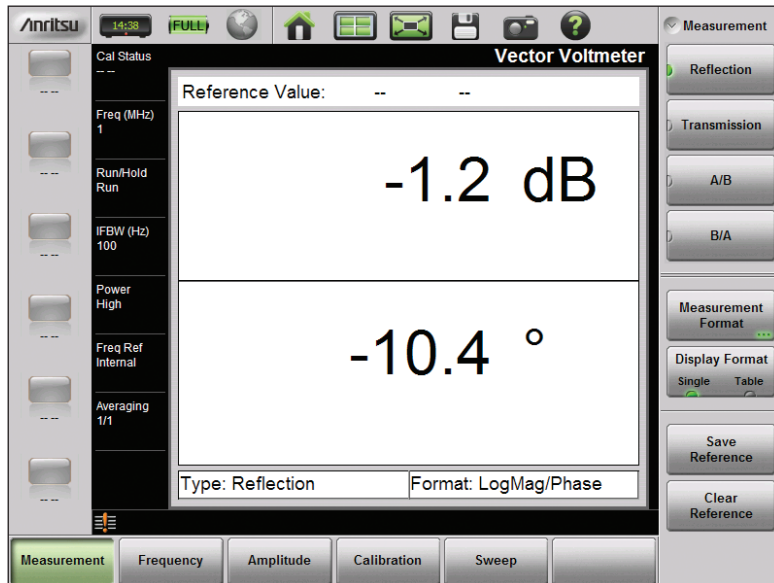 Anritsu
14:38
FULL
?
Measurement
Vector Voltmeter
-- --
-- --
-- --
-- --
-- --
-- --
Cal Status
-- --
Freq (MHz)
1
Run/Hold
Run
IFBW (Hz)
100
Power
High
Freq Ref
Internal
Averaging
1/1
Reference Value: -- --
-1.2 dB
-10.4 °
Type: Reflection
Format: LogMag/Phase
Reflection
Transmission
A/B
B/A
Measurement
Format
Display Format
Single Table
Save
Reference
Clear
Reference
Measurement
Frequency
Amplitude
Calibration
Sweep